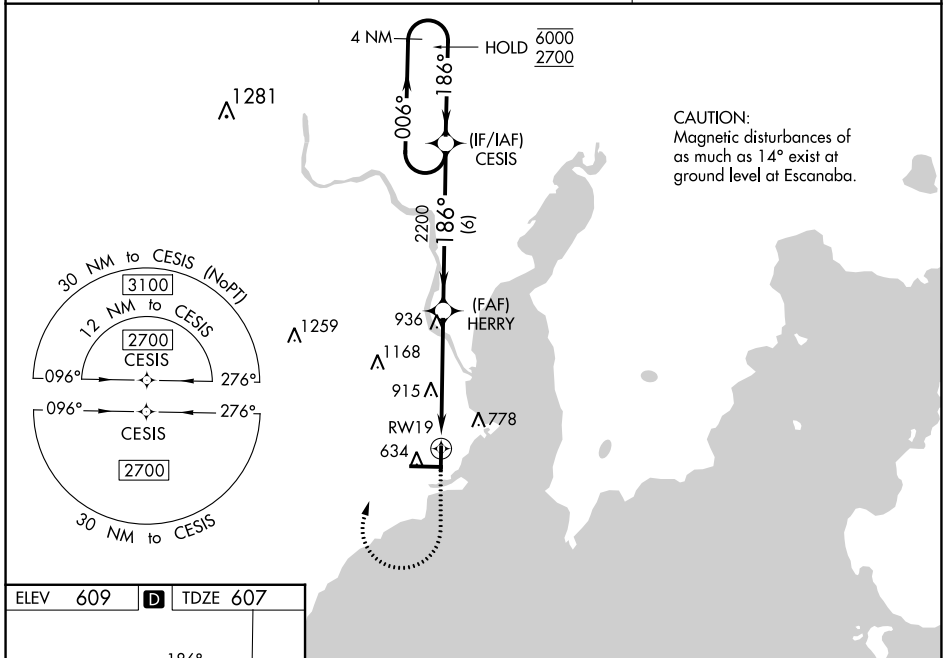 4 NM
HOLD
6000
2700
186°
006°
1281
(IF/IAF)
CESIS
CAUTION:
Magnetic disturbances of
as much as 14° exist at
ground level at Escanaba.
2200
186°
(6)
30 NM to CESIS (NoPT)
3100
12 NM to CESIS
2700
CESIS
096°
276°
096°
276°
CESIS
2700
30 NM to CESIS
(FAF)
HERRY
936
1259
1168
915
778
RW19
634
ELEV 609 D TDZE 607